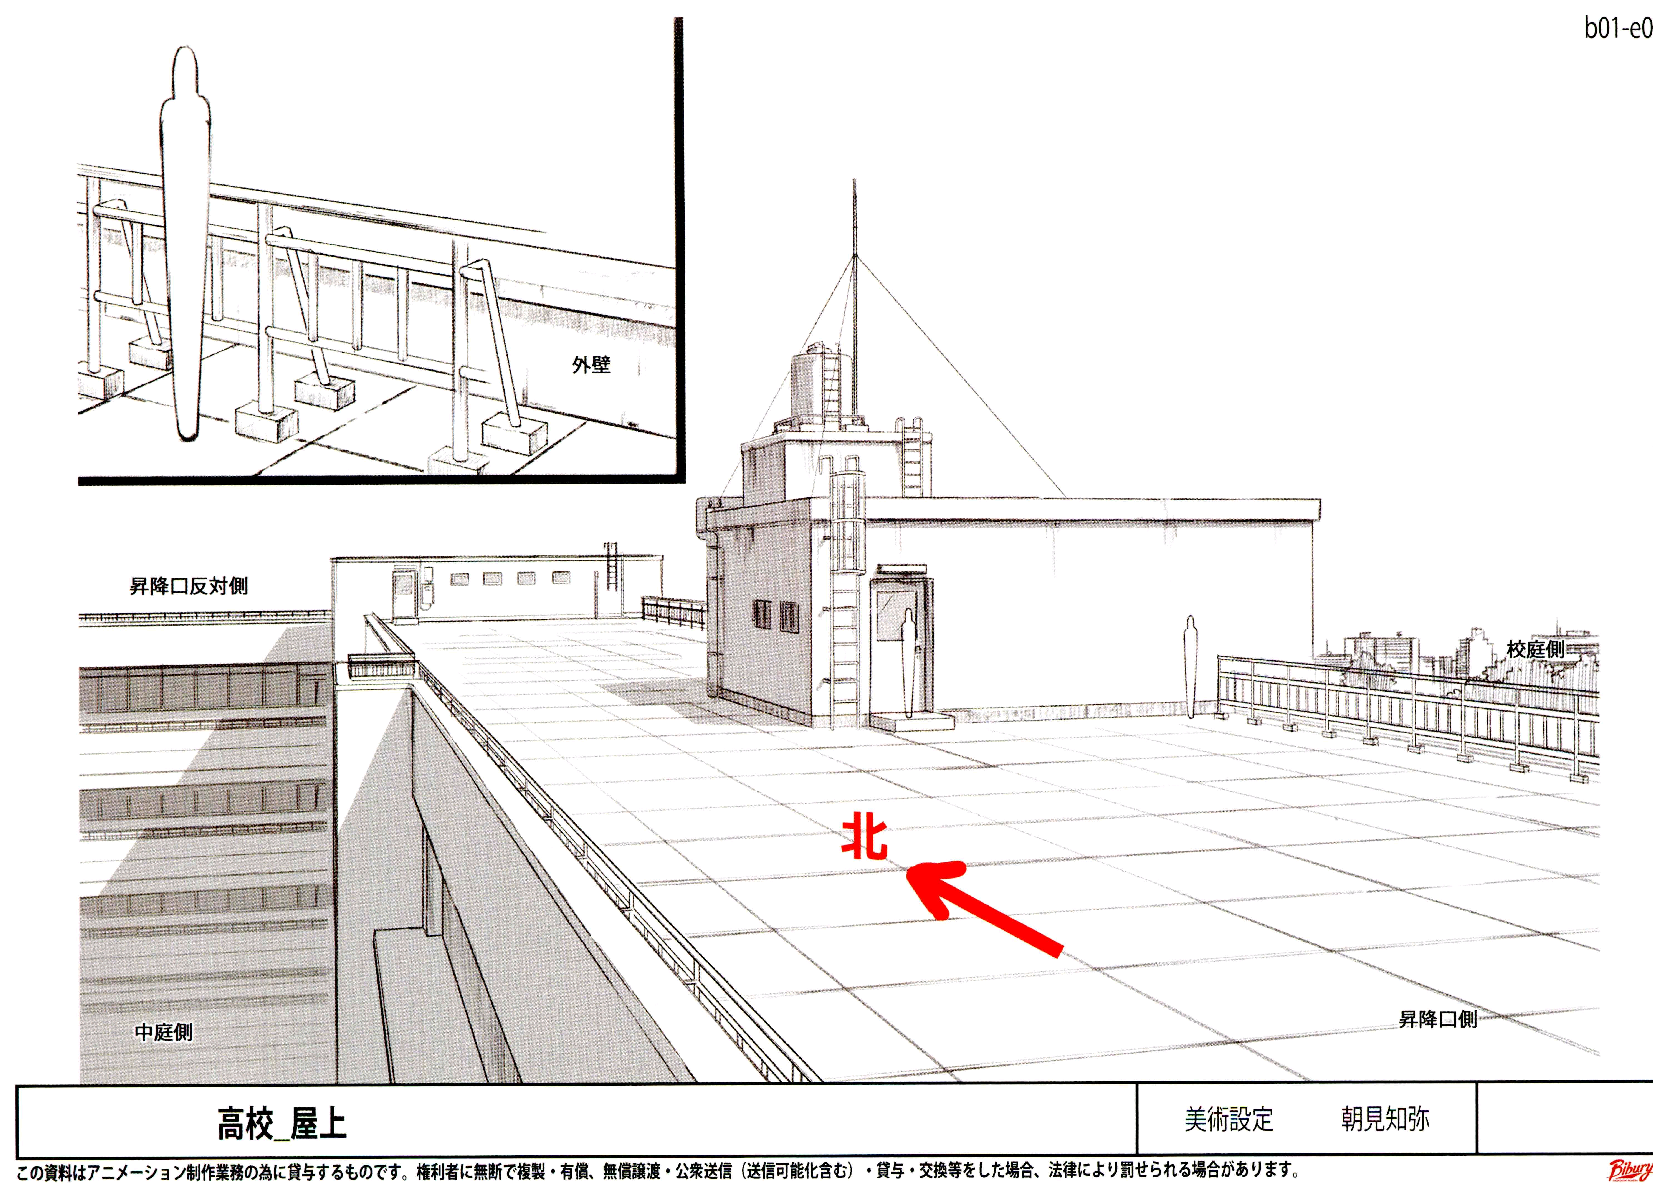 b01-e0
外壁
昇降口反対側
校庭側
北
中庭側
昇降口側
高校_屋上
美術設定 朝見知弥
この資料はアニメーション制作業務の為に貸与するものです。権利者に無断で複製・有償、無償譲渡・公衆送信（送信可能化含む）・貸与・交換等をした場合、法律により罰せられる場合があります。
Bibury